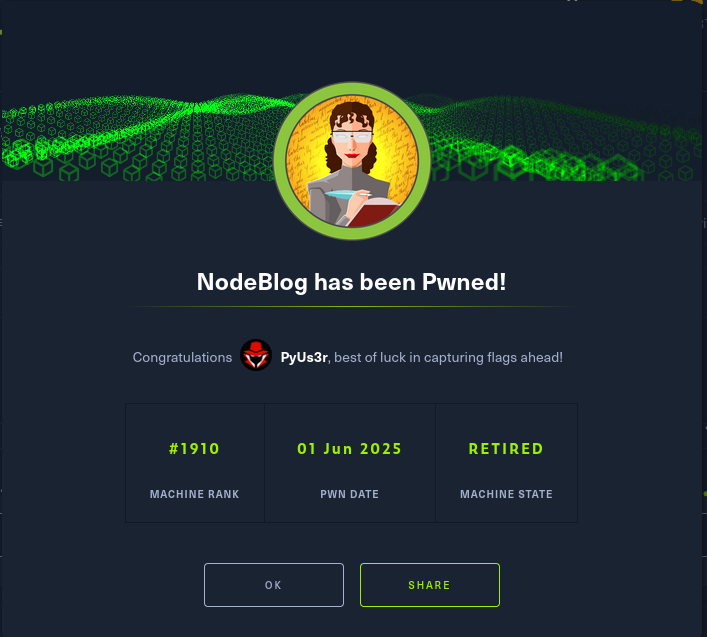 NodeBlog has been Pwned!
Congratulations PyUs3r, best of luck in capturing flags ahead!
#1910 01 Jun 2025 RETIRED
MACHINE RANK PWN DATE MACHINE STATE
OK SHARE